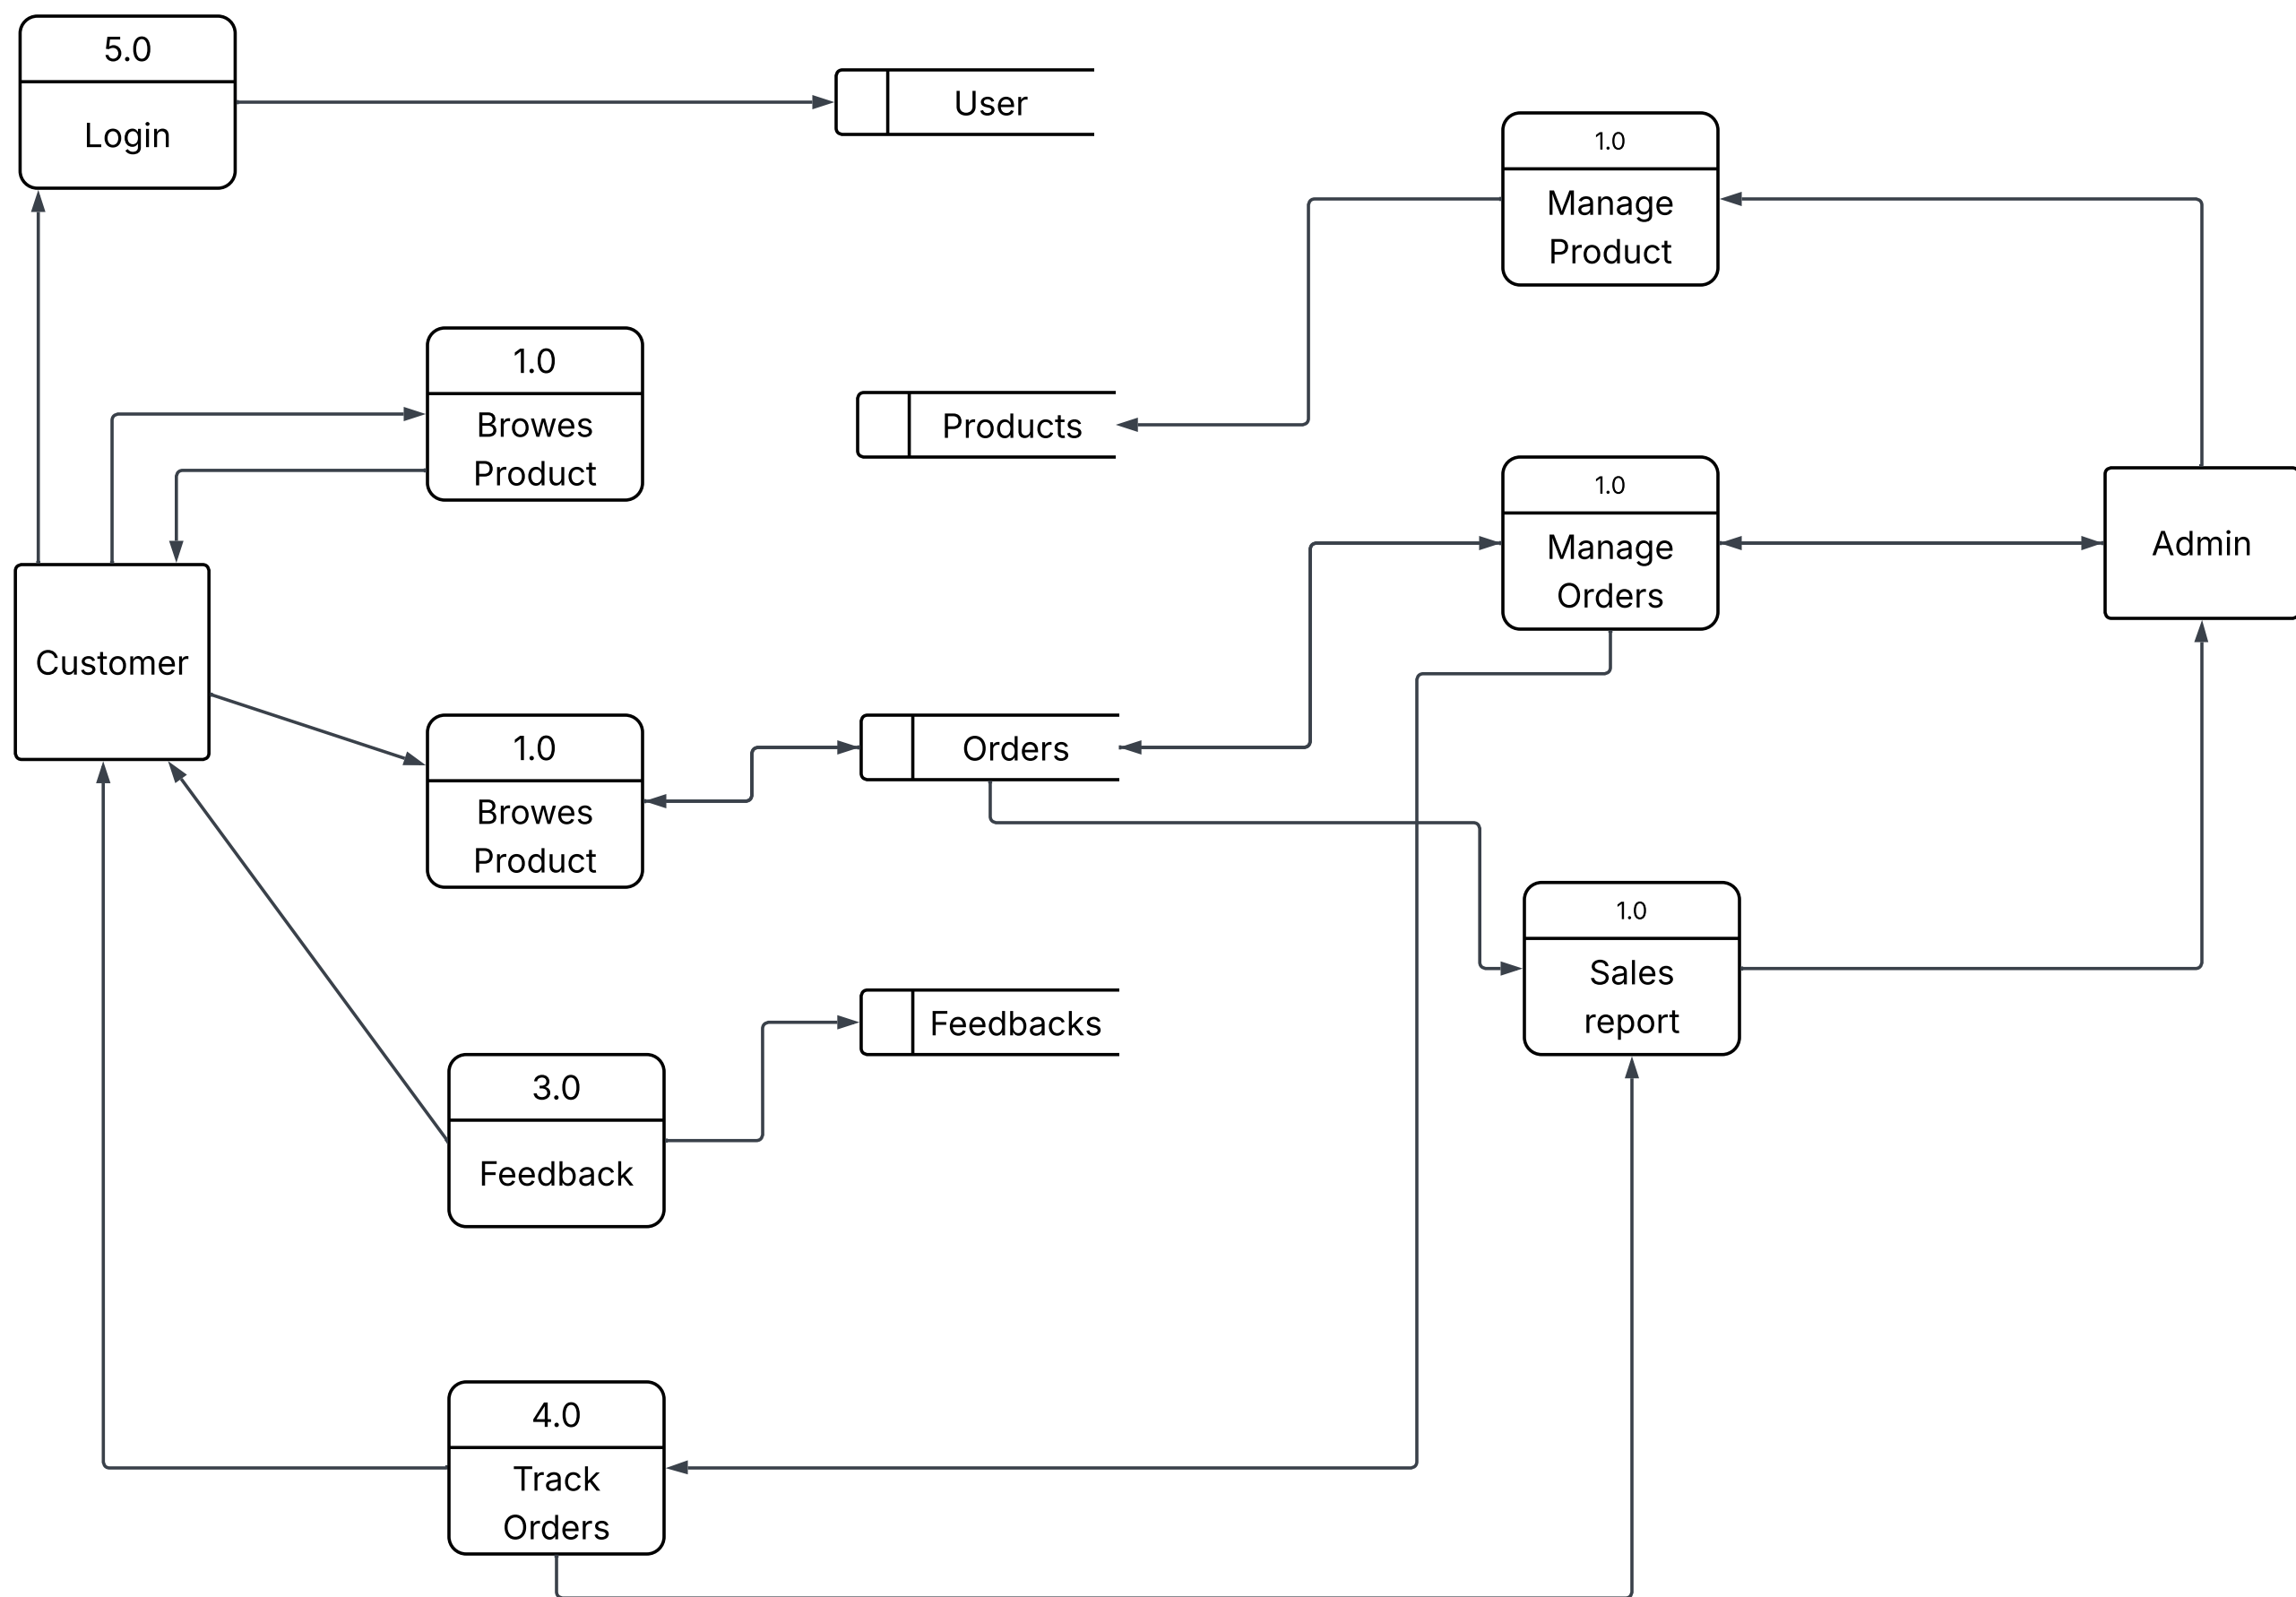 5.0
Login
User
1.0
Manage
Product
1.0
Browes
Product
Products
1.0
Manage
Orders
Admin
Customer
1.0
Browes
Product
Orders
1.0
Sales
report
Feedbacks
3.0
Feedback
4.0
Track
Orders